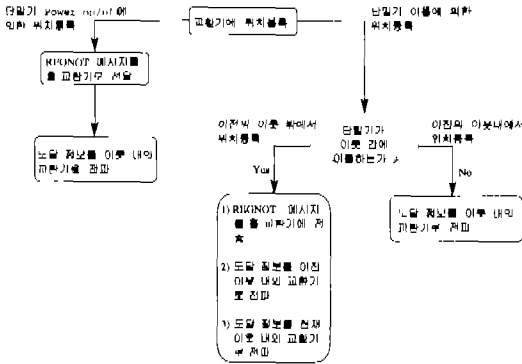 단말기 Power on/off에
의한 위치등록
교환기에 위치등록
단말기 이동에 의한
위치등록
REGNOT 메시지를
홈 교환기로 전달
도달 정보를 이웃 내의
교환기로 전파
이전의 이웃 밖에서
위치등록
단말기가
이웃 간에
이동하는가
이전의 이웃내에서
위치등록
Yes
No
1) REGNOT 메시지
를 홈 교환기에 전
2) 도달 정보를 이전
이웃 내의 교환기
로 전파
3) 도달 정보를 현재
이웃 내의 교환기
로 전파
도달 정보를 이웃 내의
교환기로 전파